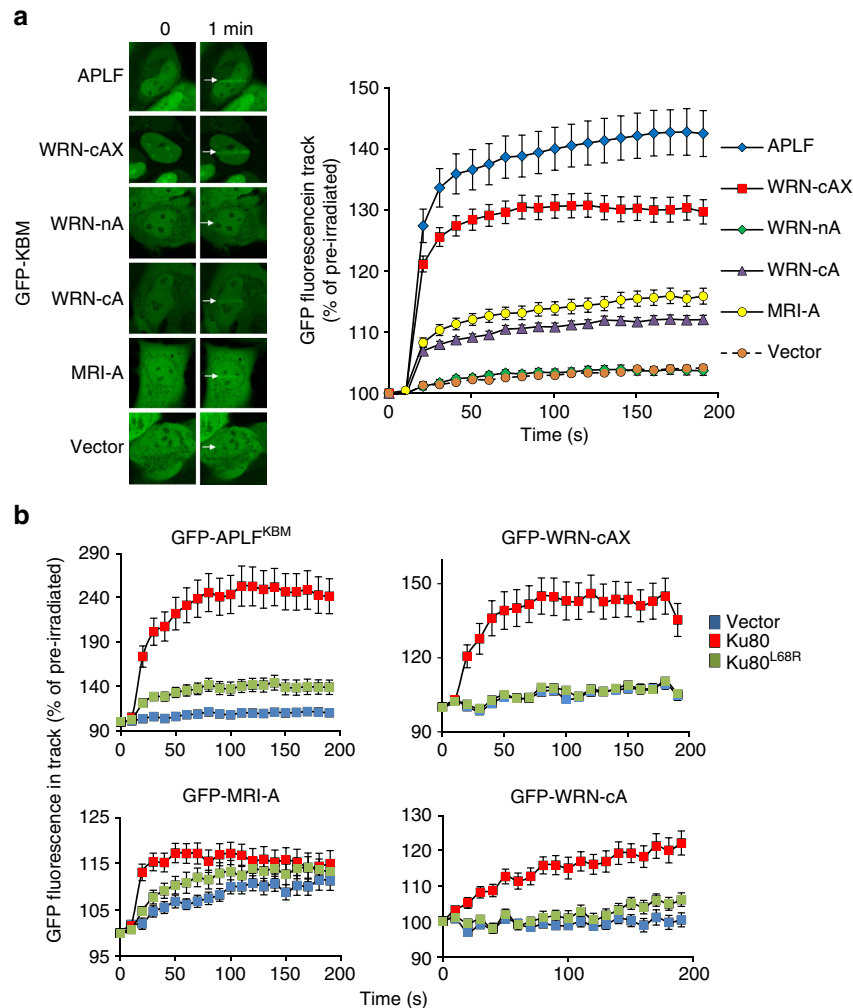 a
0 1 min
GFP-KBM
APLF
WRN-cAX
WRN-nA
WRN-cA
MRI-A
Vector
GFP fluorescencein track
(% of pre-irradiated)
150
140
130
120
110
100
0 50 100 150 200
Time (s)
APLF
WRN-cAX
WRN-nA
WRN-cA
MRI-A
Vector
b
GFP fluorescence in track (% of pre-irradiated)
GFP-APLFKBM
290
240
190
140
90
0 50 100 150 200
GFP-WRN-cAX
150
100
90
0 50 100 150 200
Vector
Ku80
Ku80L68R
GFP-MRI-A
125
115
105
95
0 50 100 150 200
GFP-WRN-cA
130
120
110
100
90
0 100 200
Time (s)